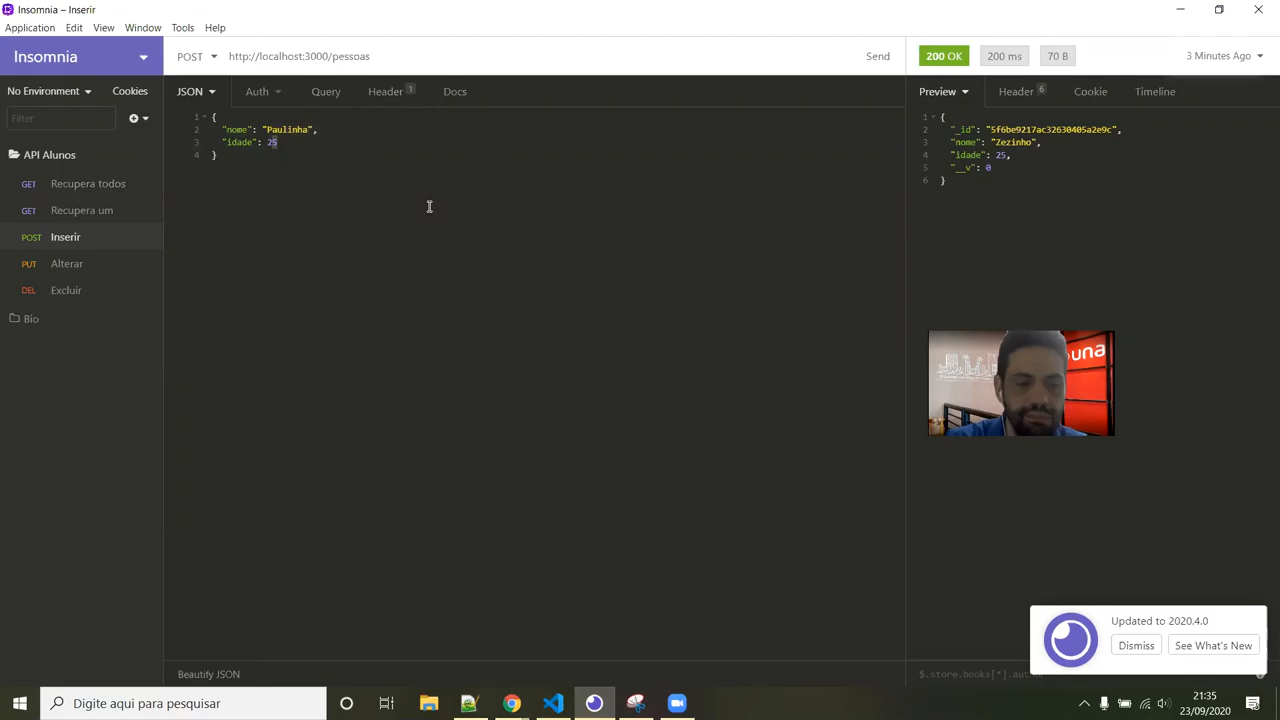 Insomnia – Inserir
Application Edit View Window Tools Help
Insomnia
POST http://localhost:3000/pessoas Send
200 OK 200 ms 70 B 3 Minutes Ago
No Environment Cookies
JSON Auth Query Header 1 Docs
Preview Header 6 Cookie Timeline
Filter
API Alunos
GET Recupera todos
GET Recupera um
POST Inserir
PUT Alterar
DEL Excluir
Bio
1 {
2 "nome": "Paulinha",
3 "idade": 25
4 }
1 {
2 "_id": "5f6be9217ac32630405a2e9c",
3 "nome": "Zezinho",
4 "idade": 25,
5 "__v": 0
6 }
una
Updated to 2020.4.0
Dismiss See What's New
Beautify JSON
$.store.books[*].author
Digite aqui para pesquisar
21:35
23/09/2020